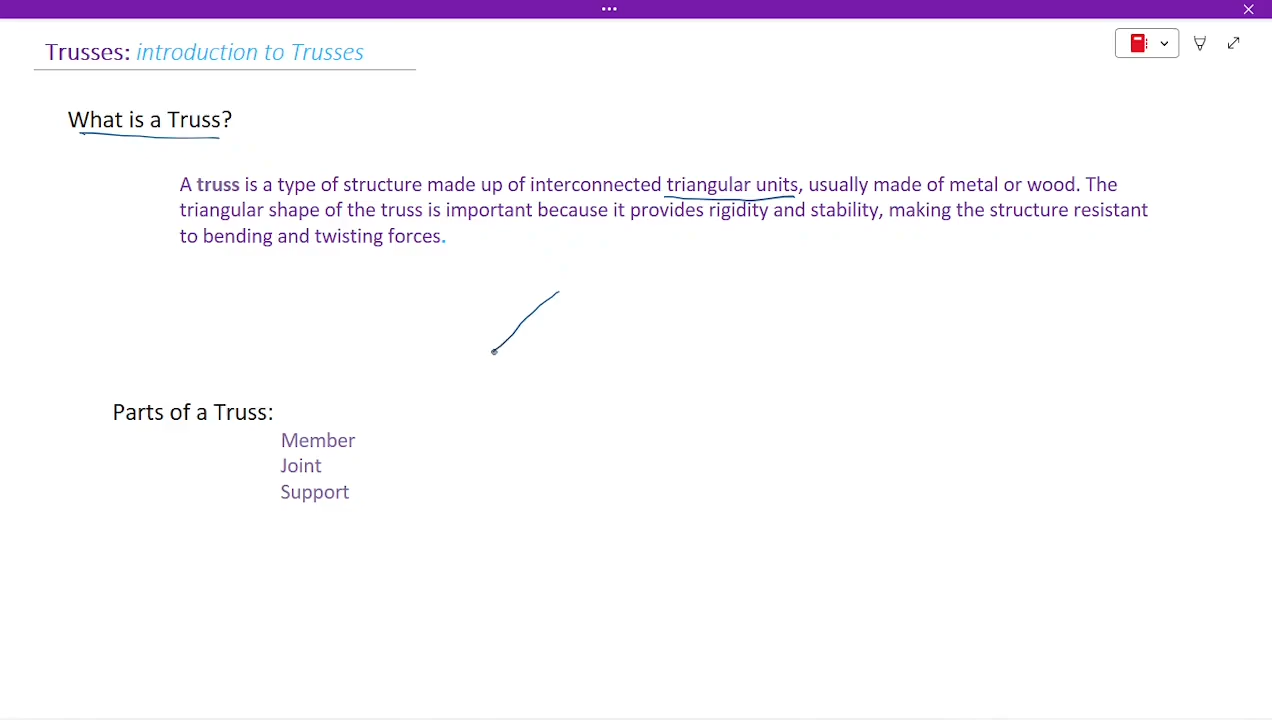 Trusses: introduction to Trusses
What is a Truss?
A truss is a type of structure made up of interconnected triangular units, usually made of metal or wood. The
triangular shape of the truss is important because it provides rigidity and stability, making the structure resistant
to bending and twisting forces.
Parts of a Truss:
Member
Joint
Support